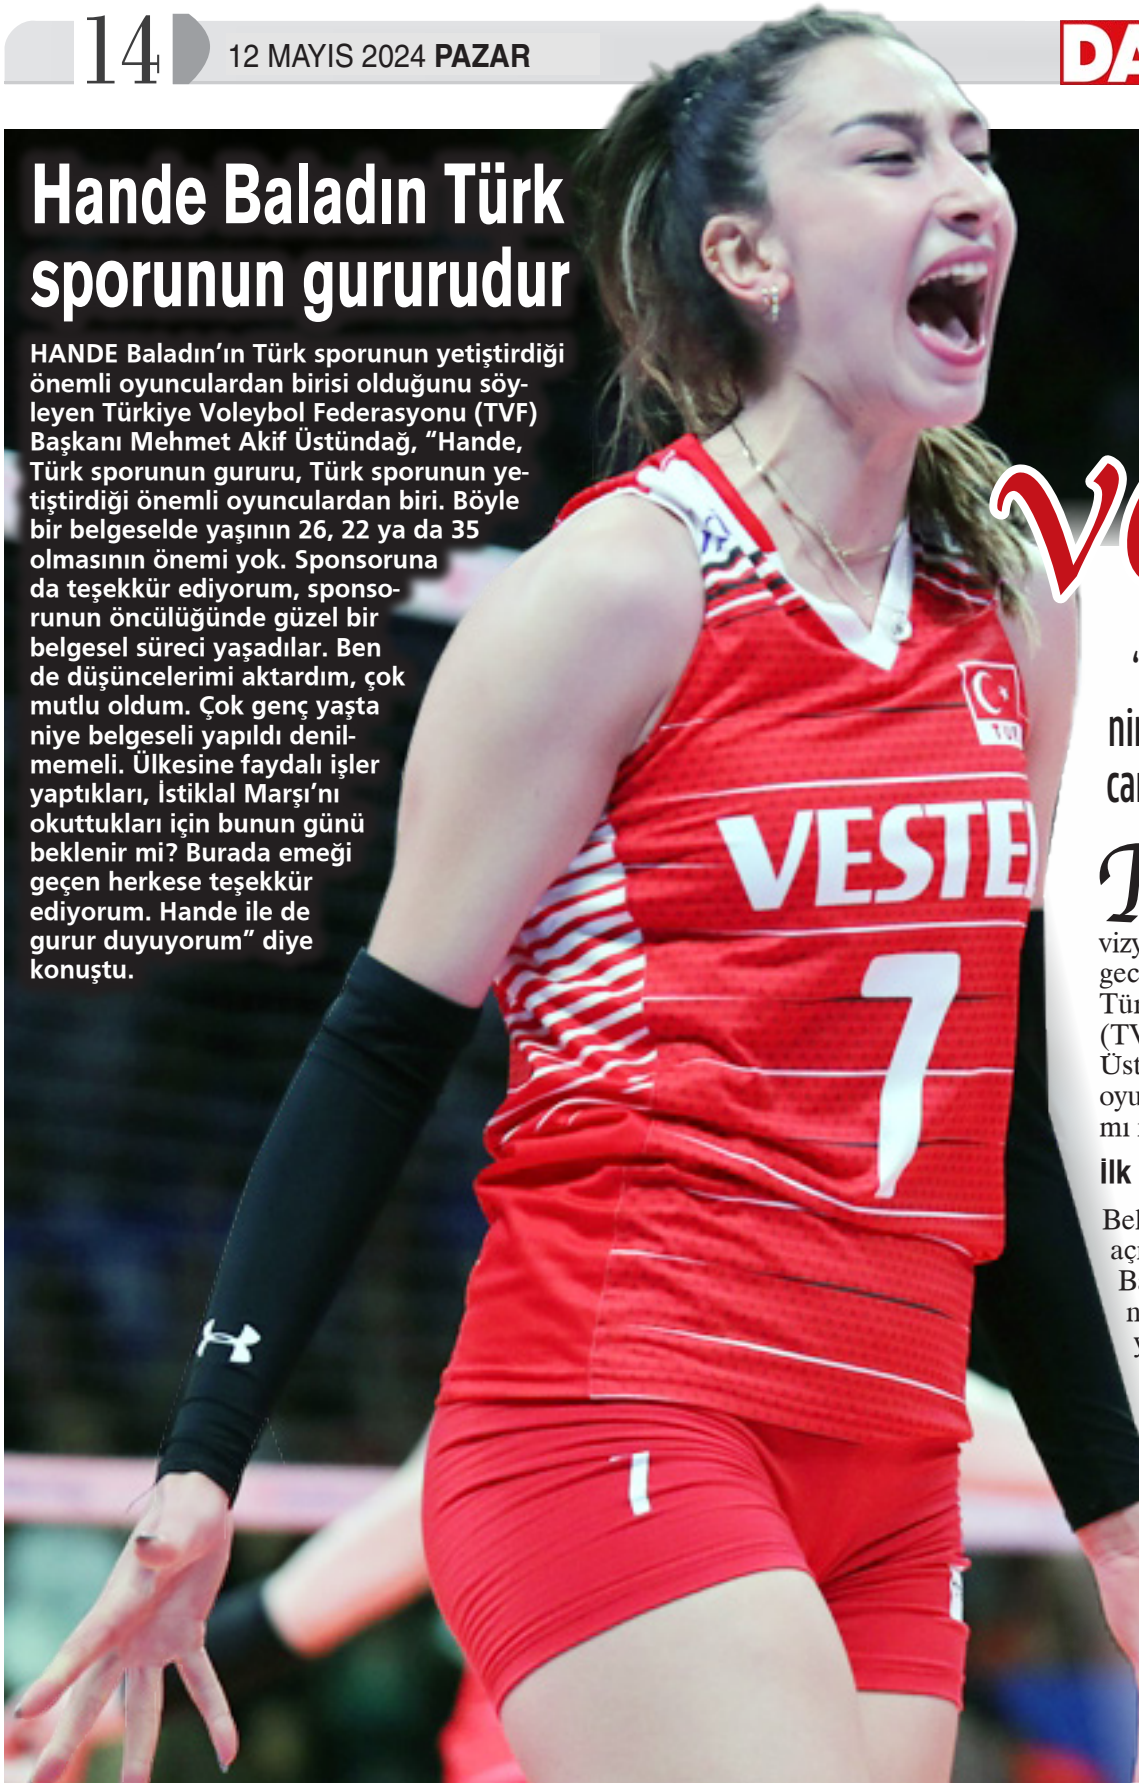 14
12 MAYIS 2024 PAZAR
Hande Baladın Türk
sporunun gururudur
HANDE Baladın’ın Türk sporunun yetiştirdiği
önemli oyunculardan birisi olduğunu söy-
leyen Türkiye Voleybol Federasyonu (TVF)
Başkanı Mehmet Akif Üstündağ, “Hande,
Türk sporunun gururu, Türk sporunun ye-
tiştirdiği önemli oyunculardan biri. Böyle
bir belgeselde yaşının 26, 22 ya da 35
olmasının önemi yok. Sponsoruna
da teşekkür ediyorum, sponso-
runun öncülüğünde güzel bir
belgesel süreci yaşadılar. Ben
de düşüncelerimi aktardım, çok
mutlu oldum. Çok genç yaşta
niye belgeseli yapıldı denil-
memeli. Ülkesine faydalı işler
yaptıkları, İstiklal Marşı’nı
okuttukları için bunun günü
beklenir mi? Burada emeği
geçen herkese teşekkür
ediyorum. Hande ile de
gurur duyuyorum” diye
konuştu.
TUR
VESTE
7
7
İlk